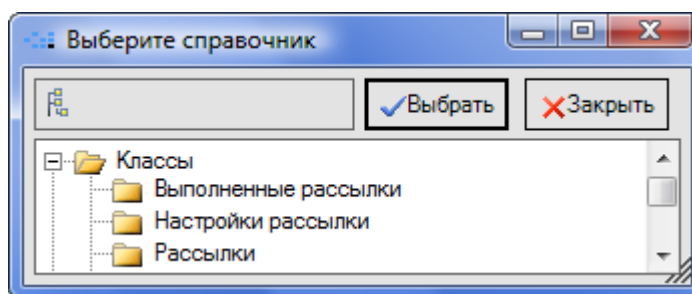 Выберите справочник
Выбрать Закрыть
Классы
Выполненные рассылки
Настройки рассылки
Рассылки